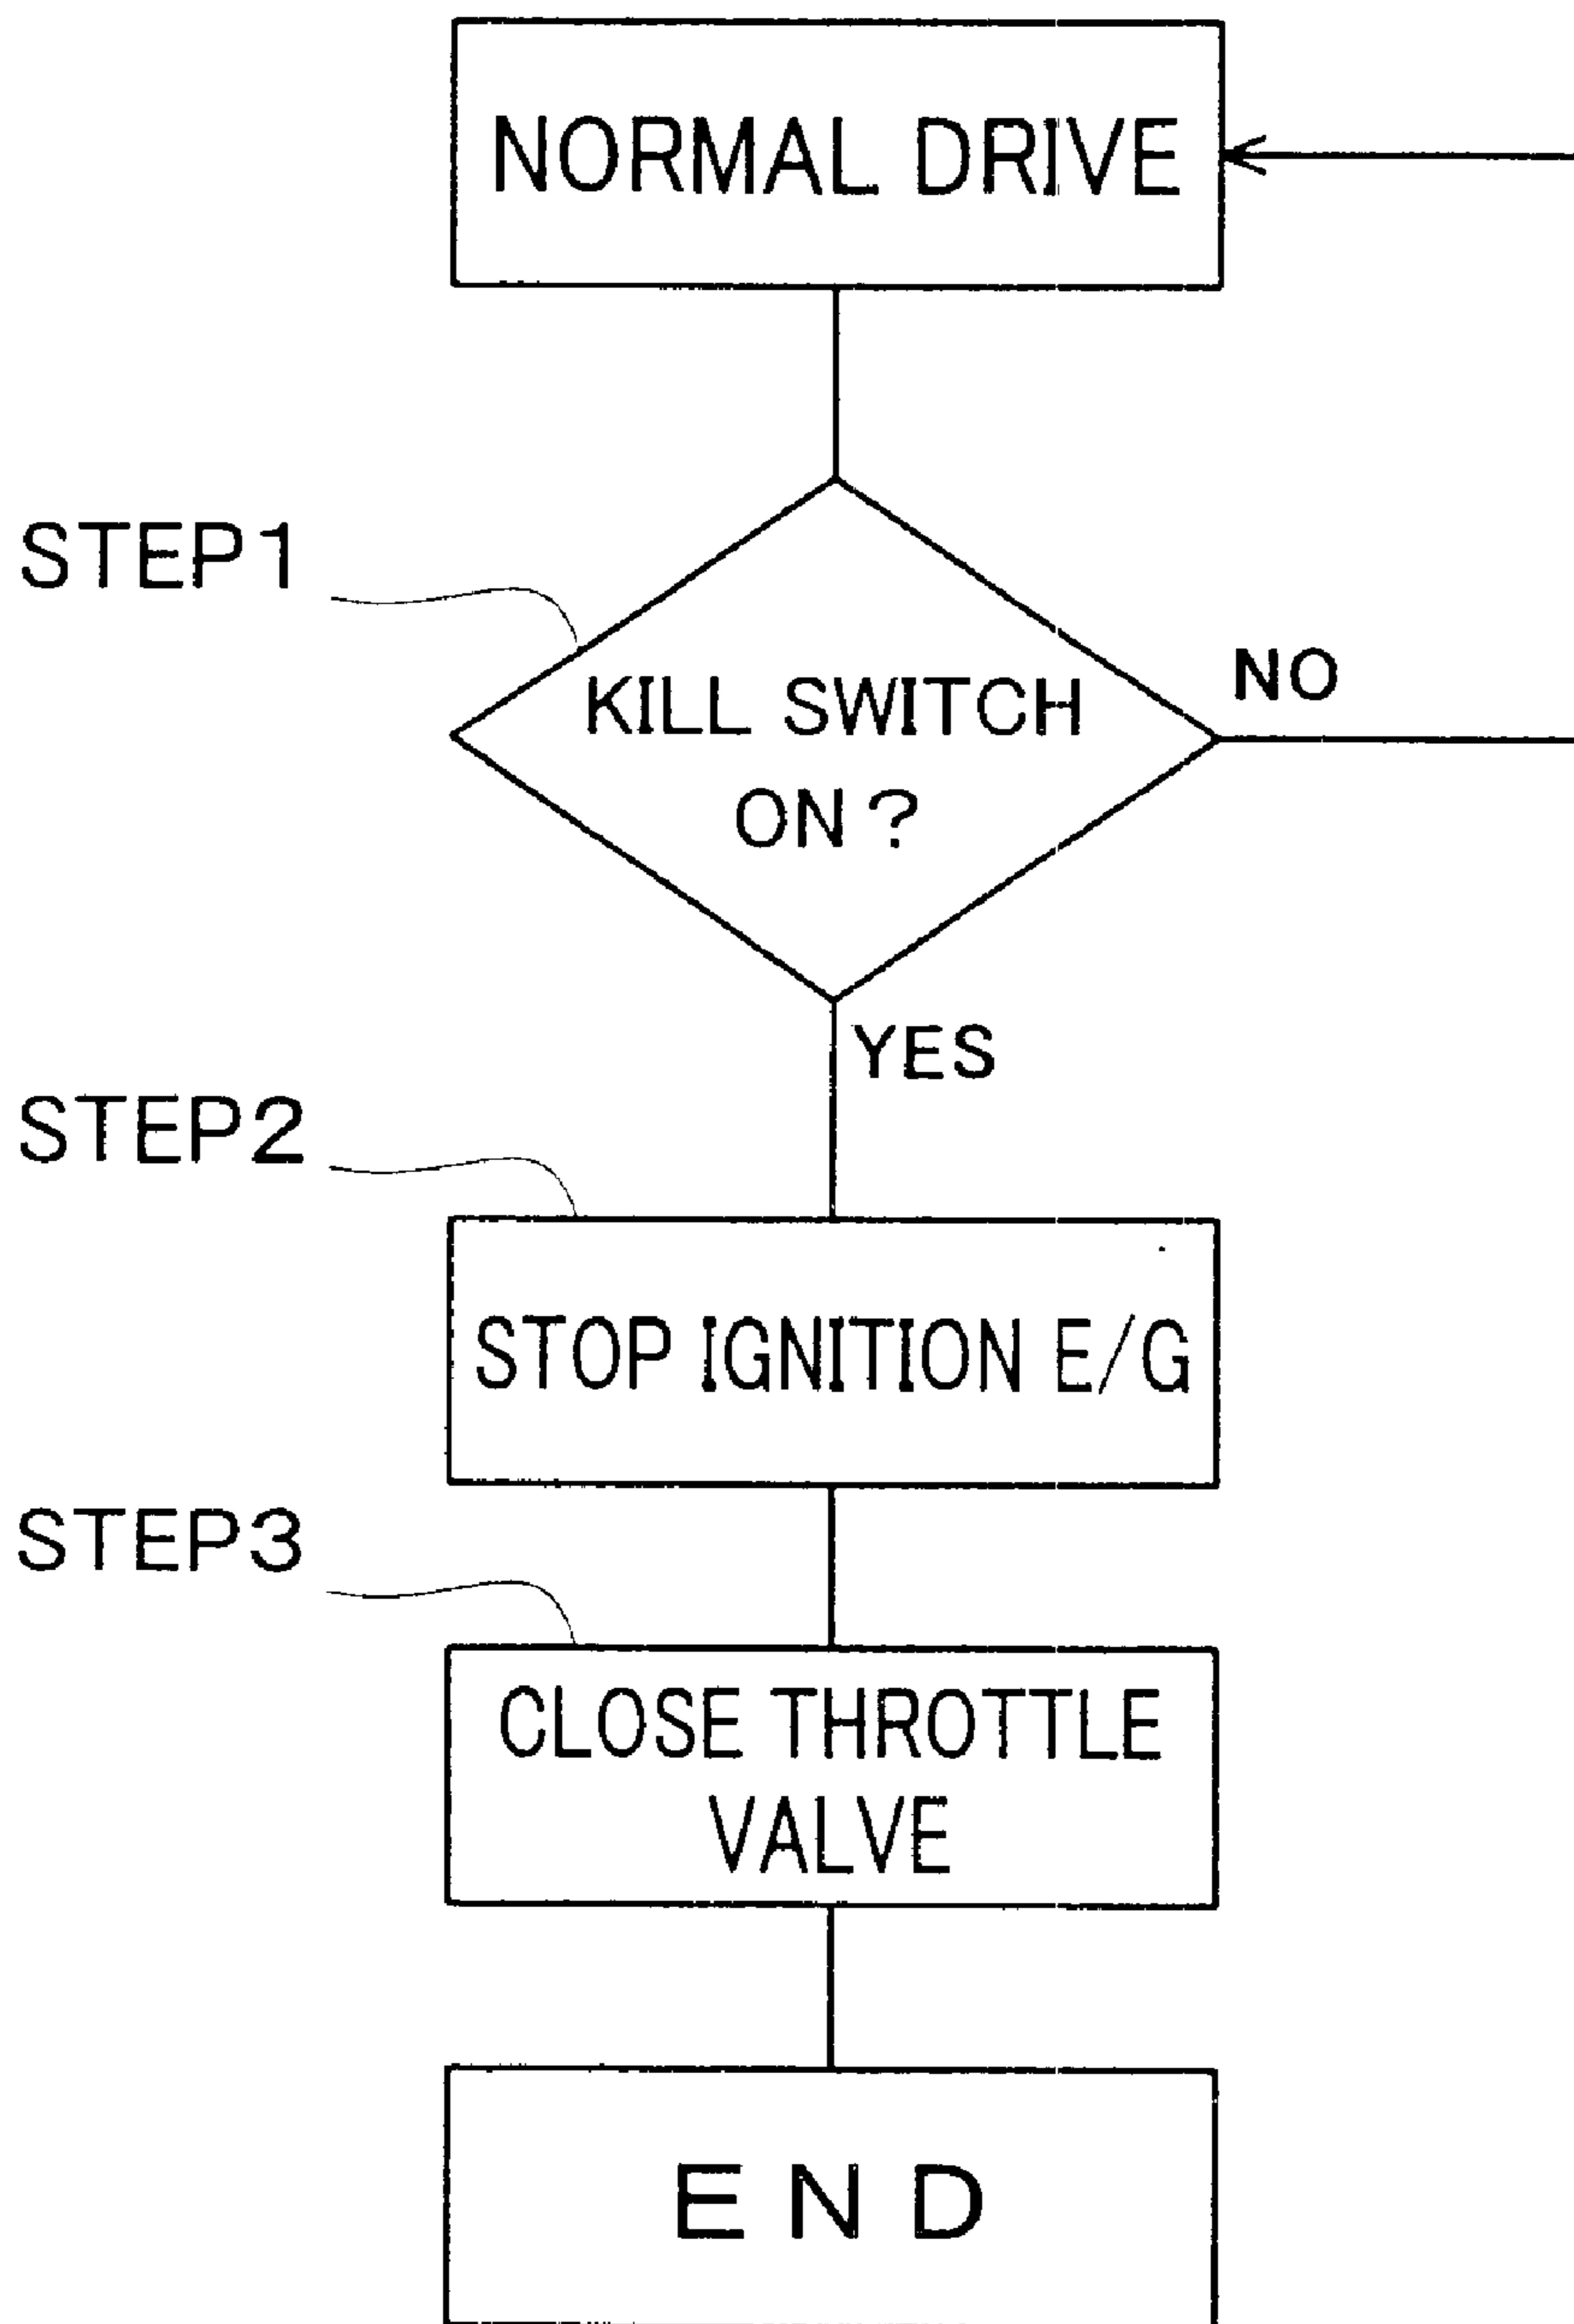 NORMAL DRIVE
STEP1
KILL SWITCH
ON ?
NO
YES
STEP2
STOP IGNITION E/G
STEP3
CLOSE THROTTLE
VALVE
END